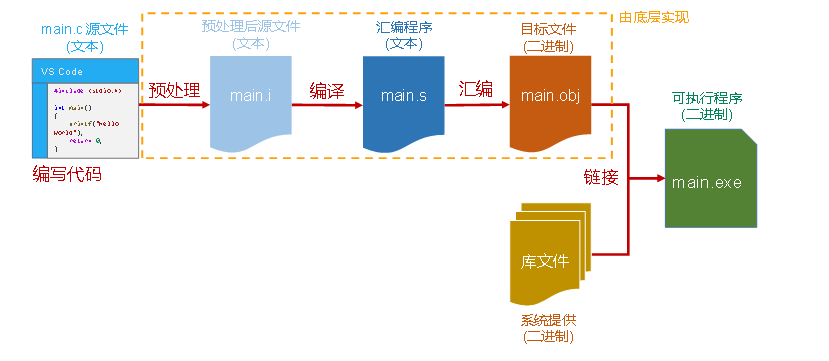 main.c 源文件
(文本)
预处理后源文件
(文本)
汇编程序
(文本)
目标文件
(二进制)
由底层实现
VS Code
#include <stdio.h>
int main()
{
printf("Hello
World");
return 0;
}
编写代码
预处理
main.i
编译
main.s
汇编
main.obj
链接
可执行程序
(二进制)
main.exe
库文件
系统提供
(二进制)